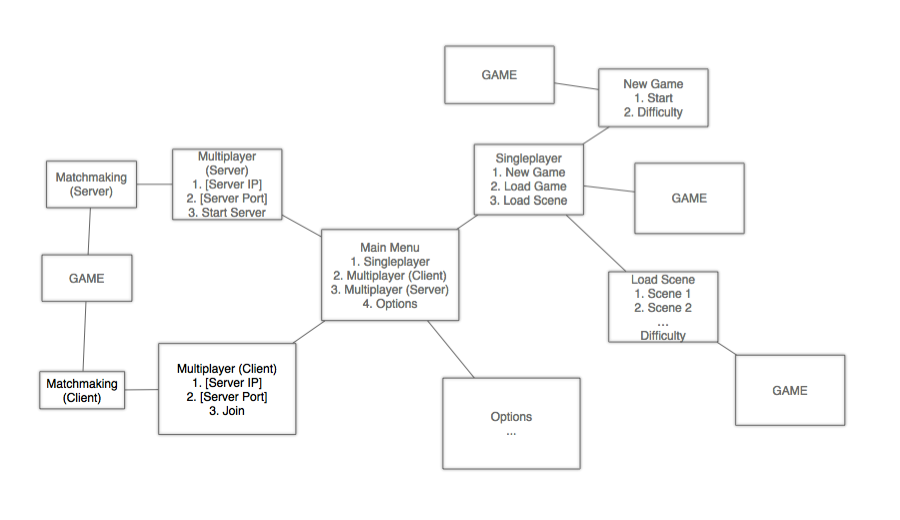 GAME
New Game
1. Start
2. Difficulty
Multiplayer
(Server)
1. [Server IP]
2. [Server Port]
3. Start Server
Matchmaking
(Server)
Singleplayer
1. New Game
2. Load Game
3. Load Scene
GAME
Main Menu
1. Singleplayer
2. Multiplayer (Client)
3. Multiplayer (Server)
4. Options
GAME
Load Scene
1. Scene 1
2. Scene 2
...
Difficulty
Matchmaking
(Client)
Multiplayer (Client)
1. [Server IP]
2. [Server Port]
3. Join
Options
...
GAME